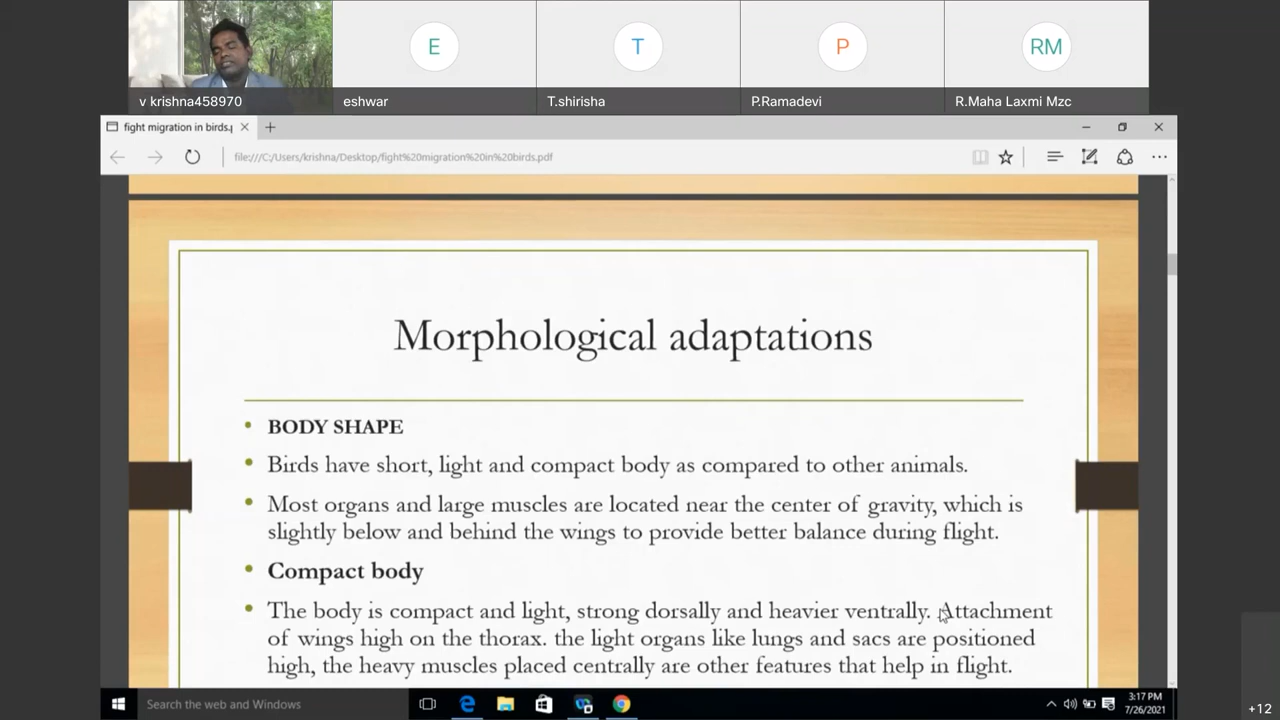 E
T
P
RM
v krishna458970
eshwar
T.shirisha
P.Ramadevi
R.Maha Laxmi Mzc
fight migration in birds.p
file:///C:/Users/krishna/Desktop/fight%20migration%20in%20birds.pdf
Morphological adaptations
• BODY SHAPE
• Birds have short, light and compact body as compared to other animals.
• Most organs and large muscles are located near the center of gravity, which is
slightly below and behind the wings to provide better balance during flight.
• Compact body
• The body is compact and light, strong dorsally and heavier ventrally. Attachment
of wings high on the thorax. the light organs like lungs and sacs are positioned
high, the heavy muscles placed centrally are other features that help in flight.
Search the web and Windows
3:17 PM
7/26/2021
+12